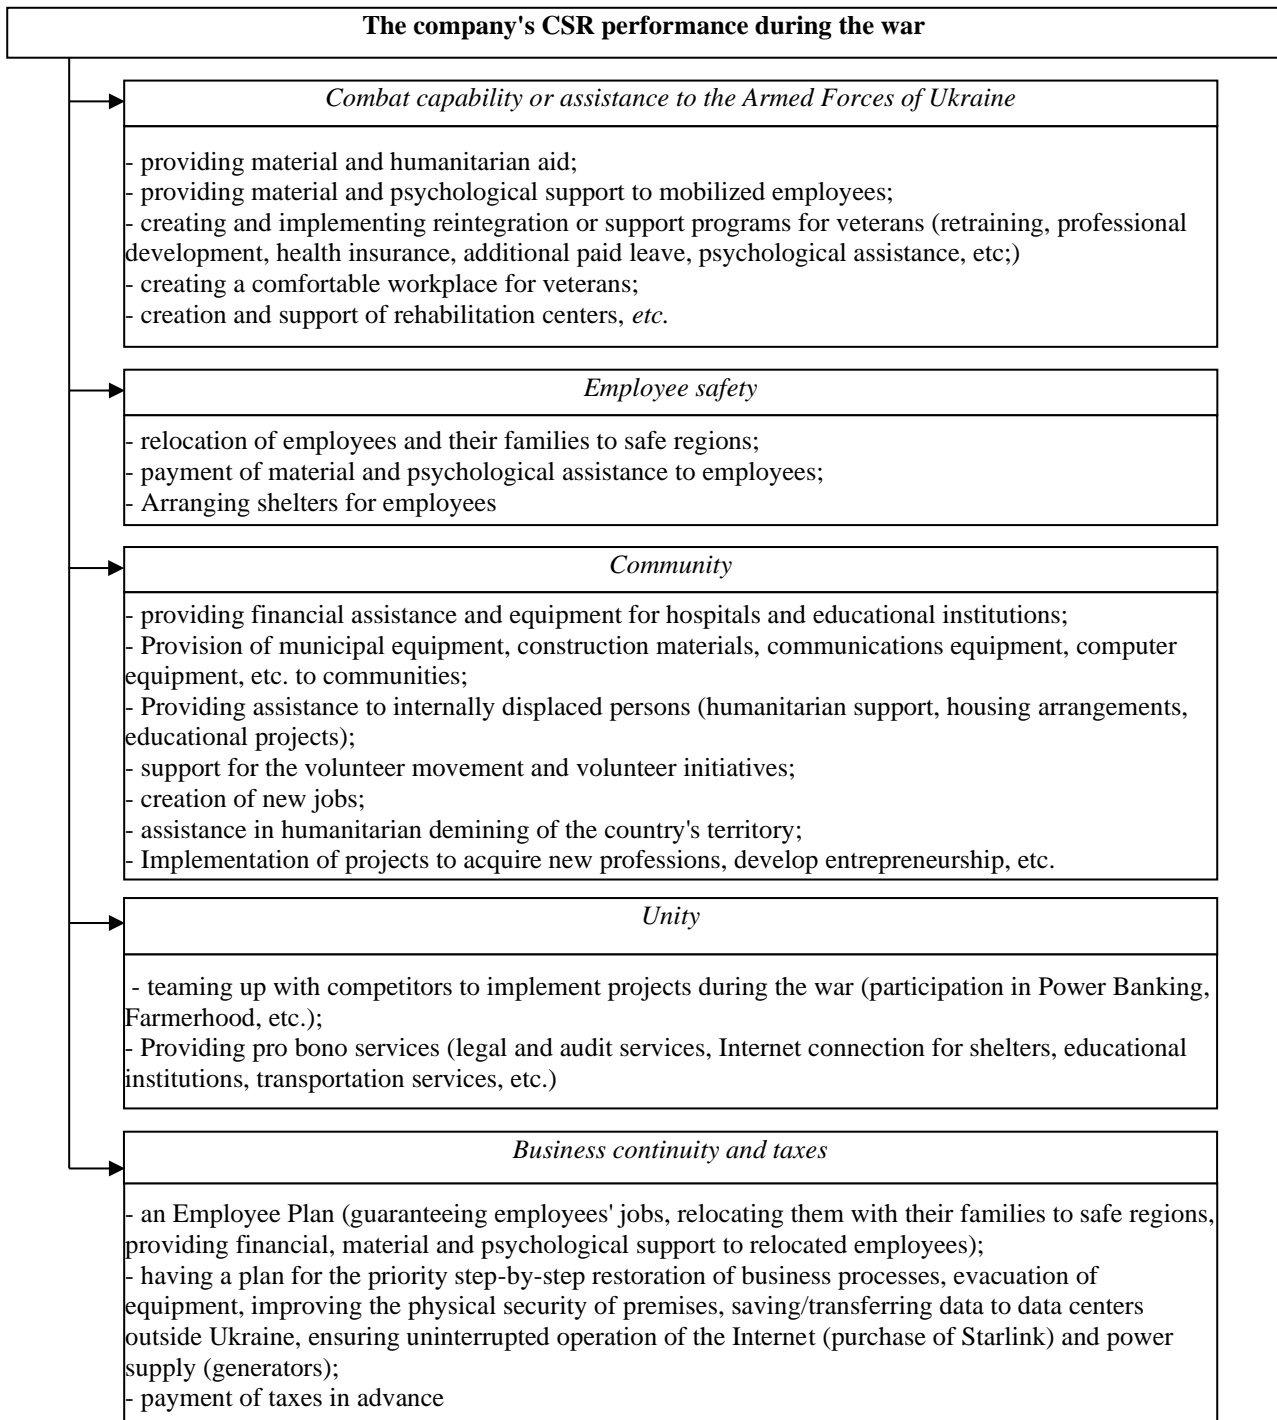 The company's CSR performance during the war
Combat capability or assistance to the Armed Forces of Ukraine
- providing material and humanitarian aid;
- providing material and psychological support to mobilized employees;
- creating and implementing reintegration or support programs for veterans (retraining, professional
development, health insurance, additional paid leave, psychological assistance, etc;)
- creating a comfortable workplace for veterans;
- creation and support of rehabilitation centers, etc.
Employee safety
- relocation of employees and their families to safe regions;
- payment of material and psychological assistance to employees;
- Arranging shelters for employees
Community
- providing financial assistance and equipment for hospitals and educational institutions;
- Provision of municipal equipment, construction materials, communications equipment, computer
equipment, etc. to communities;
- Providing assistance to internally displaced persons (humanitarian support, housing arrangements,
educational projects);
- support for the volunteer movement and volunteer initiatives;
- creation of new jobs;
- assistance in humanitarian demining of the country's territory;
- Implementation of projects to acquire new professions, develop entrepreneurship, etc.
Unity
- teaming up with competitors to implement projects during the war (participation in Power Banking,
Farmerhood, etc.);
- Providing pro bono services (legal and audit services, Internet connection for shelters, educational
institutions, transportation services, etc.)
Business continuity and taxes
- an Employee Plan (guaranteeing employees' jobs, relocating them with their families to safe regions,
providing financial, material and psychological support to relocated employees);
- having a plan for the priority step-by-step restoration of business processes, evacuation of
equipment, improving the physical security of premises, saving/transferring data to data centers
outside Ukraine, ensuring uninterrupted operation of the Internet (purchase of Starlink) and power
supply (generators);
- payment of taxes in advance